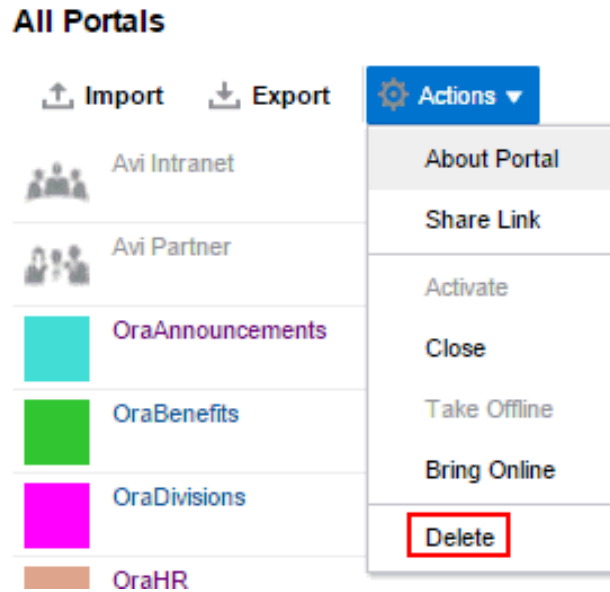 All Portals
Import Export Actions
Avi Intranet
Avi Partner
OraAnnouncements
OraBenefits
OraDivisions
OraHR
About Portal
Share Link
Activate
Close
Take Offline
Bring Online
Delete